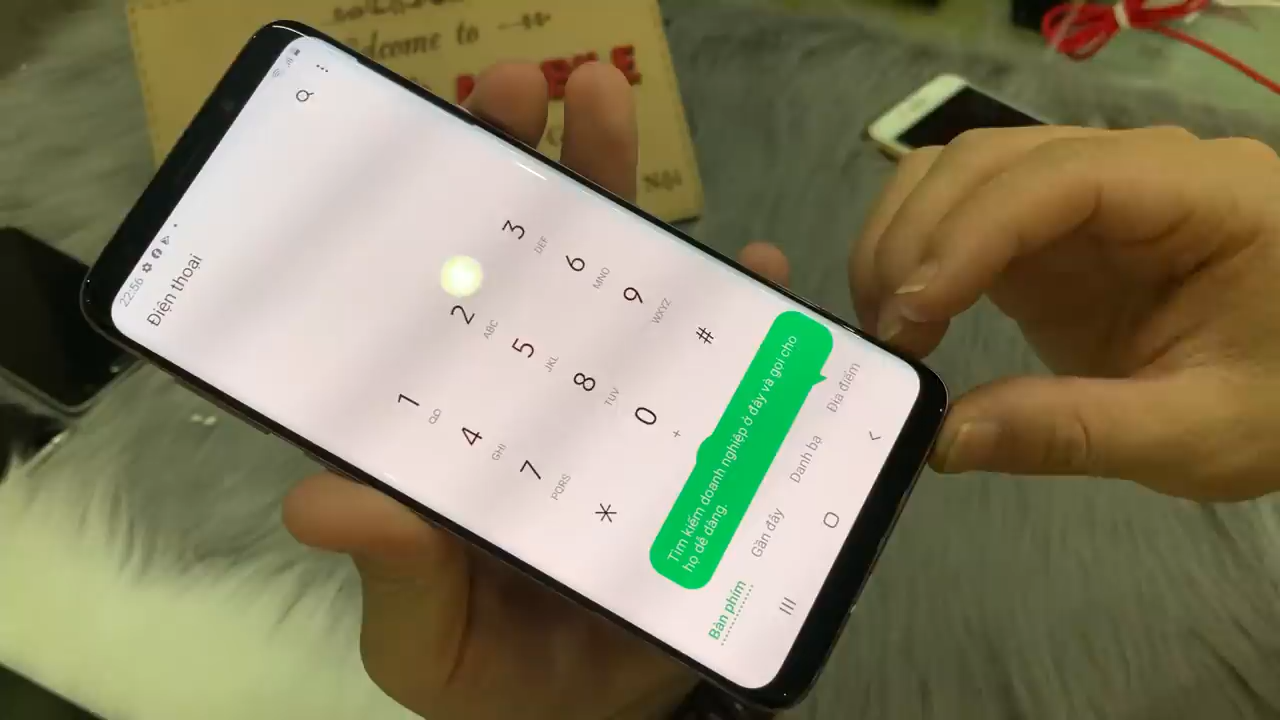 Welcome to
22:56
Điện thoại
1
2 ABC
3 DEF
4 GHI
5 JKL
6 MNO
7 PQRS
8 TUV
9 WXYZ
*
0 +
#
Tìm kiếm doanh nghiệp ở đây và gọi cho
họ dễ dàng.
Bàn phím
Gần đây
Danh bạ
Địa điểm